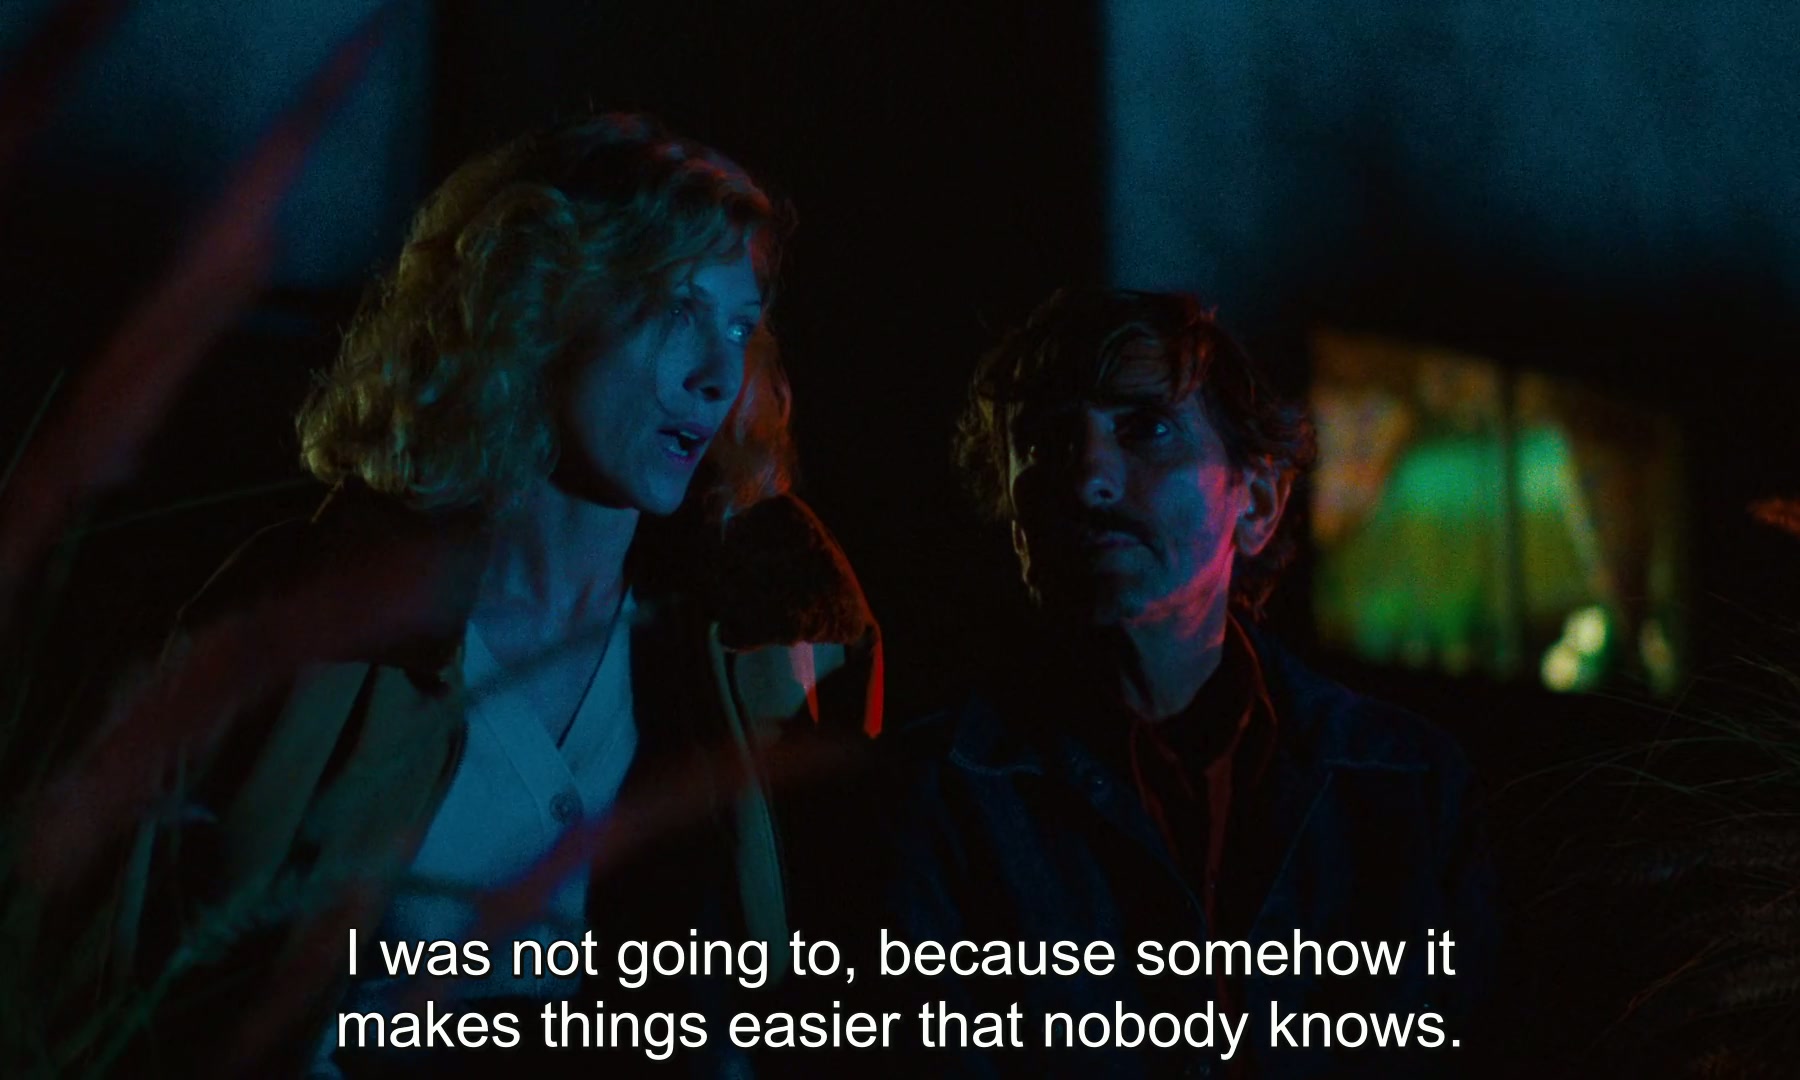 I was not going to, because somehow it
makes things easier that nobody knows.